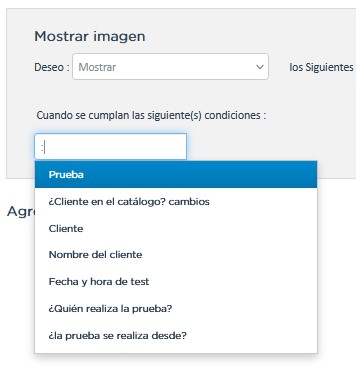 Mostrar imagen
Deseo : Mostrar los Siguientes
Cuando se cumplan las siguiente(s) condiciones :
:
Prueba
¿Cliente en el catálogo? cambios
Agr
Cliente
Nombre del cliente
Fecha y hora de test
¿Quién realiza la prueba?
¿la prueba se realiza desde?